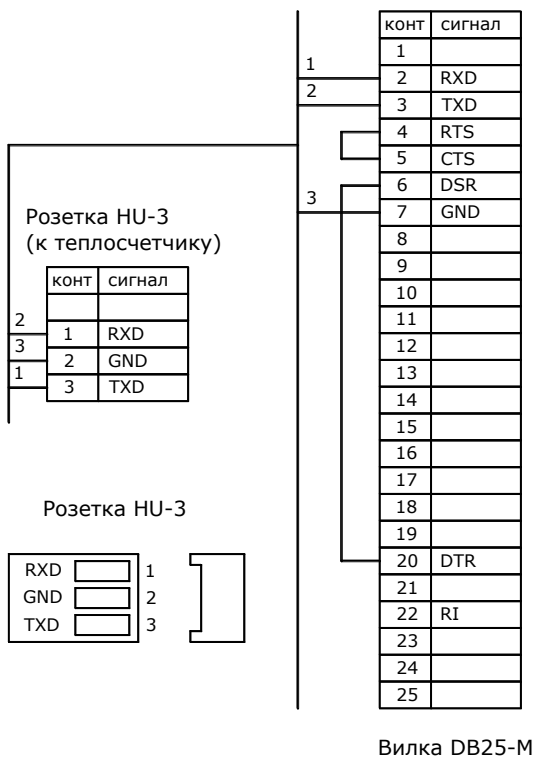 Розетка HU-3
(к теплосчетчику)
конт сигнал
2 1 RXD
3 2 GND
1 3 TXD
Розетка HU-3
RXD 1
GND 2
TXD 3
конт сигнал
1
1 2 RXD
2 3 TXD
4 RTS
5 CTS
6 DSR
3 7 GND
8
9
10
11
12
13
14
15
16
17
18
19
20 DTR
21
22 RI
23
24
25
Вилка DB25-M